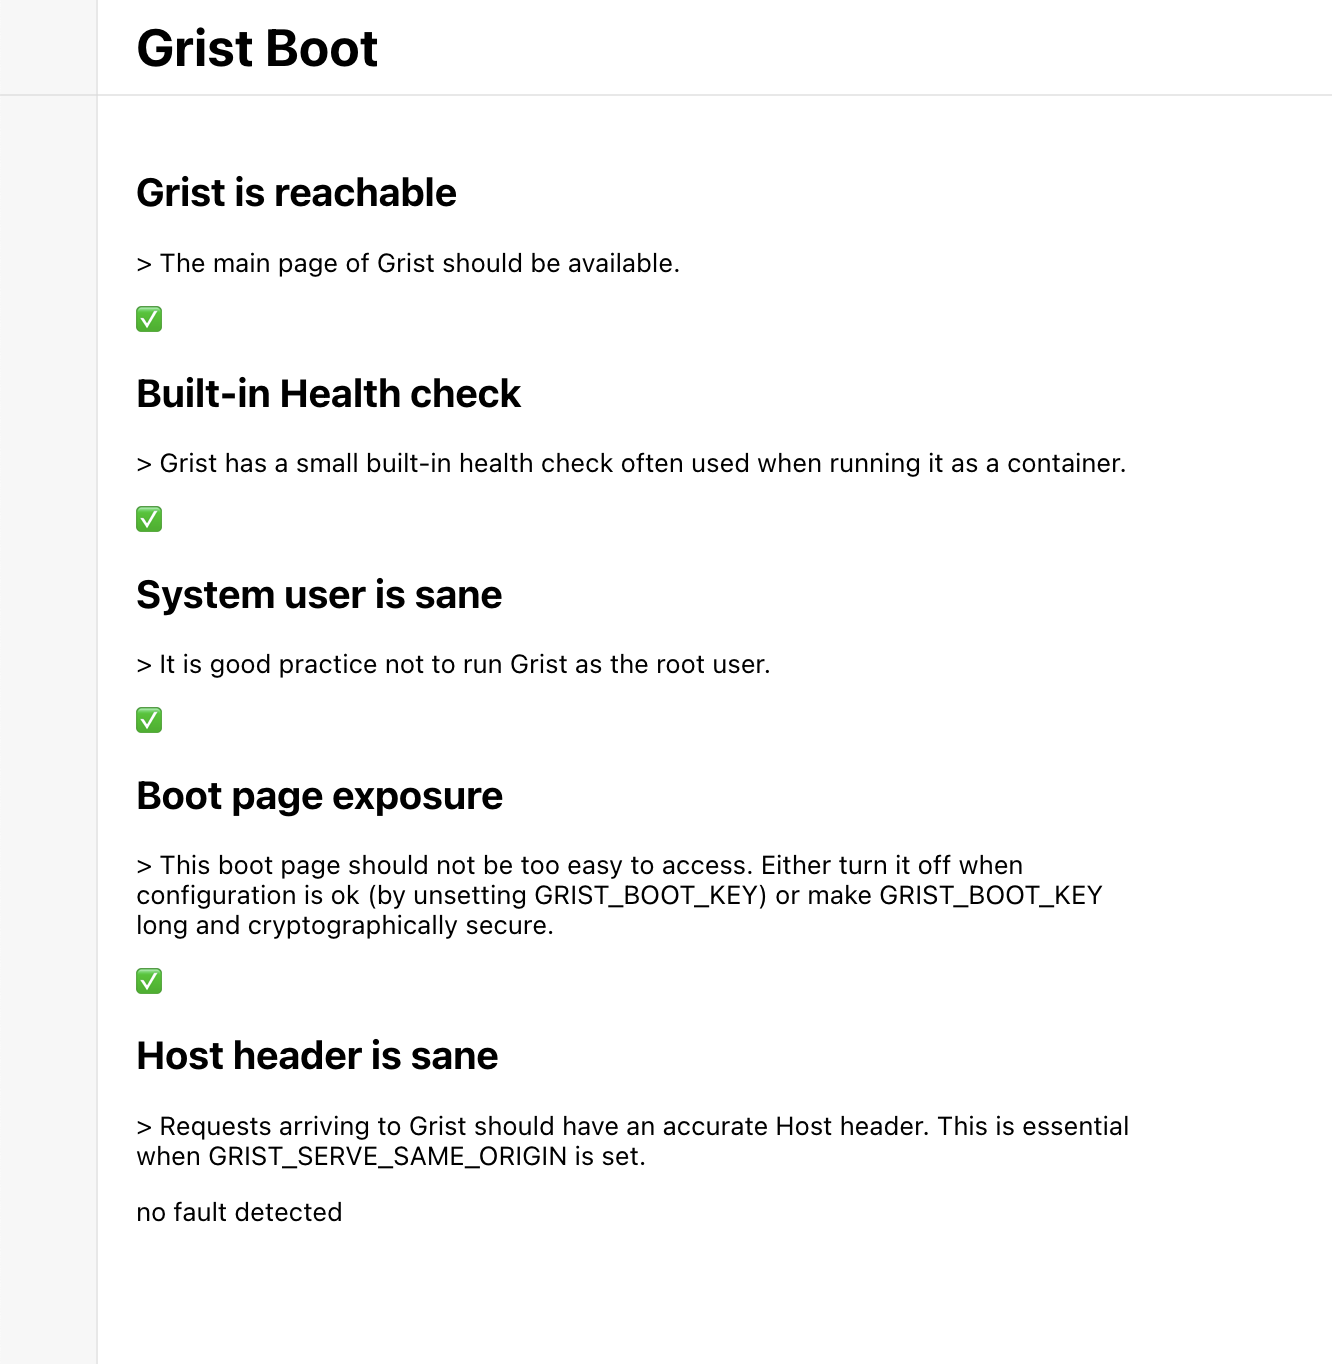 Grist Boot
Grist is reachable
> The main page of Grist should be available.
✅
Built-in Health check
> Grist has a small built-in health check often used when running it as a container.
✅
System user is sane
> It is good practice not to run Grist as the root user.
✅
Boot page exposure
> This boot page should not be too easy to access. Either turn it off when
configuration is ok (by unsetting GRIST_BOOT_KEY) or make GRIST_BOOT_KEY
long and cryptographically secure.
✅
Host header is sane
> Requests arriving to Grist should have an accurate Host header. This is essential
when GRIST_SERVE_SAME_ORIGIN is set.
no fault detected